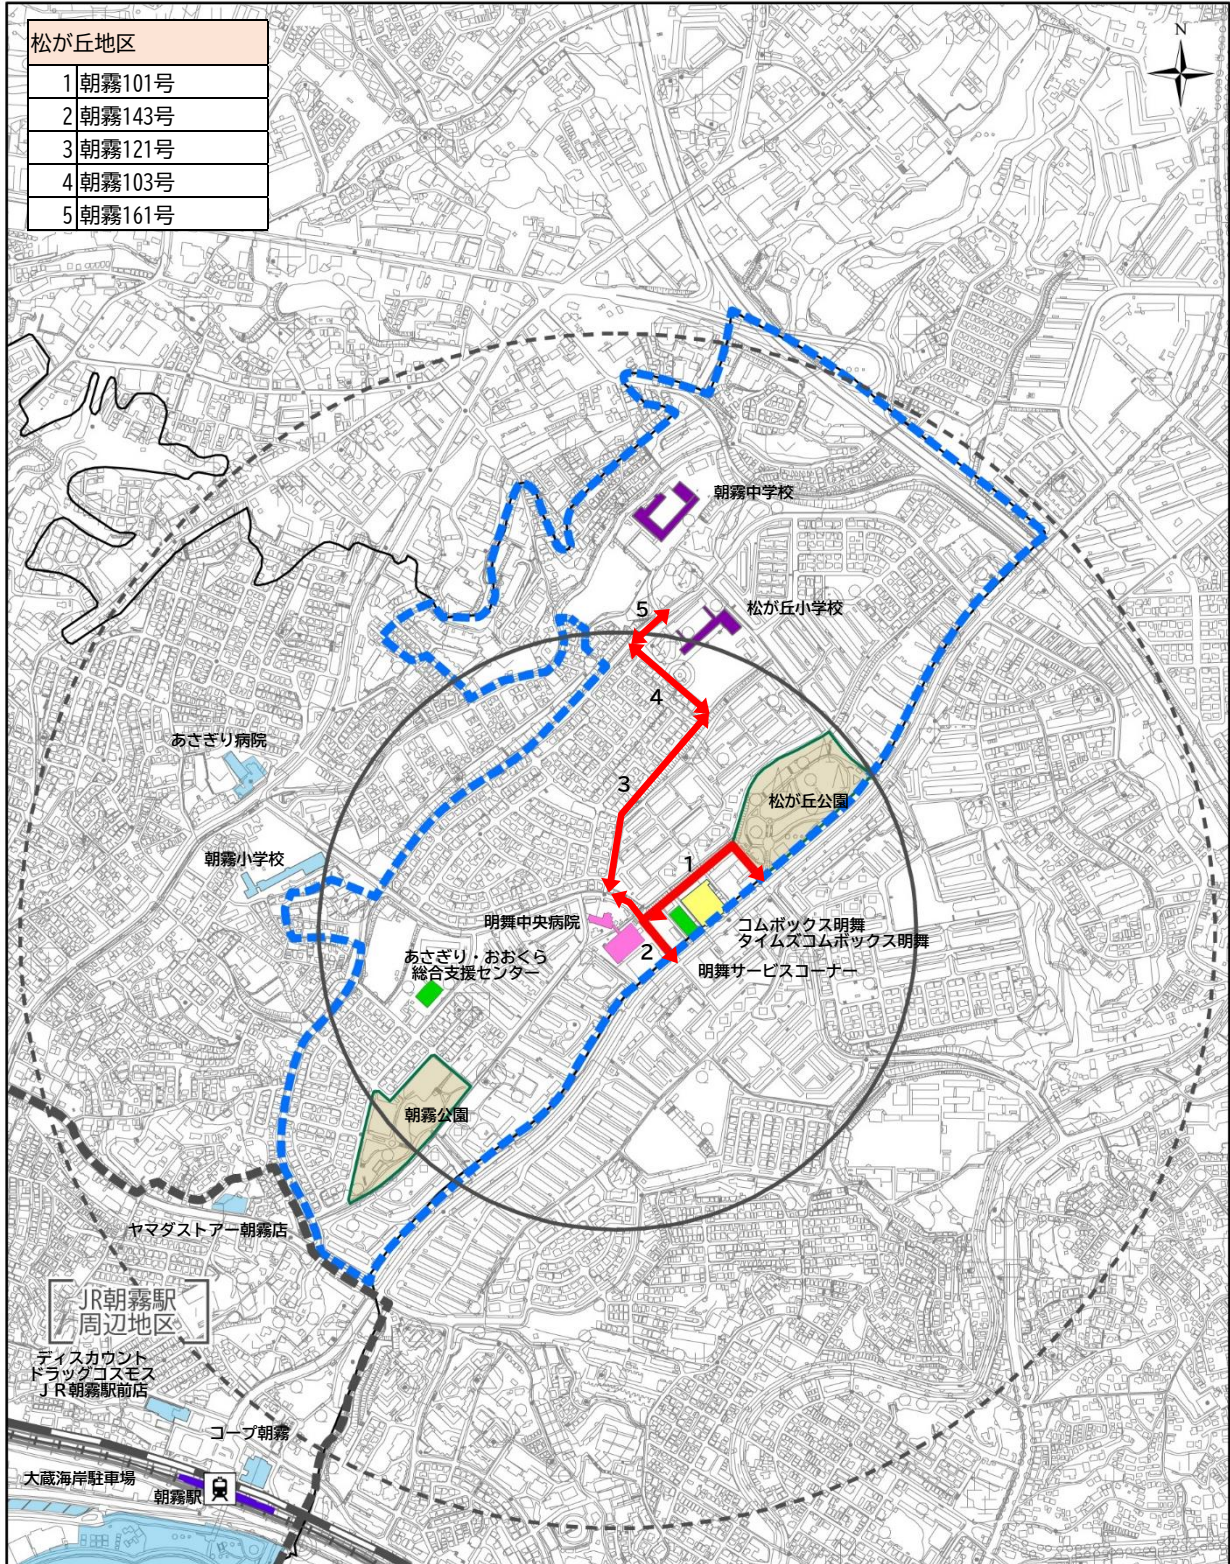 松が丘地区
1 朝霧101号
2 朝霧143号
3 朝霧121号
4 朝霧103号
5 朝霧161号
N
朝霧中学校
5
松が丘小学校
4
あさぎり病院
3
松が丘公園
朝霧小学校
1
明舞中央病院
コムボックス明舞
タイムズコムボックス明舞
2
明舞サービスコーナー
あさぎり・おおくら
総合支援センター
朝霧公園
ヤマダストアー朝霧店
JR朝霧駅
周辺地区
ディスカウント
ドラッグコスモス
ＪＲ朝霧駅前店
コープ朝霧
大蔵海岸駐車場
朝霧駅